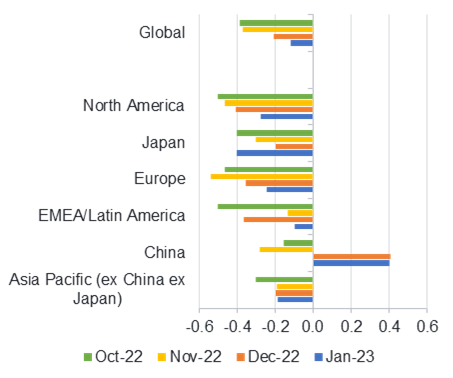 Global
North America
Japan
Europe
EMEA/Latin America
China
Asia Pacific (ex China ex
Japan)
-0.6 -0.4 -0.2 0.0 0.2 0.4 0.6
Oct-22 Nov-22 Dec-22 Jan-23